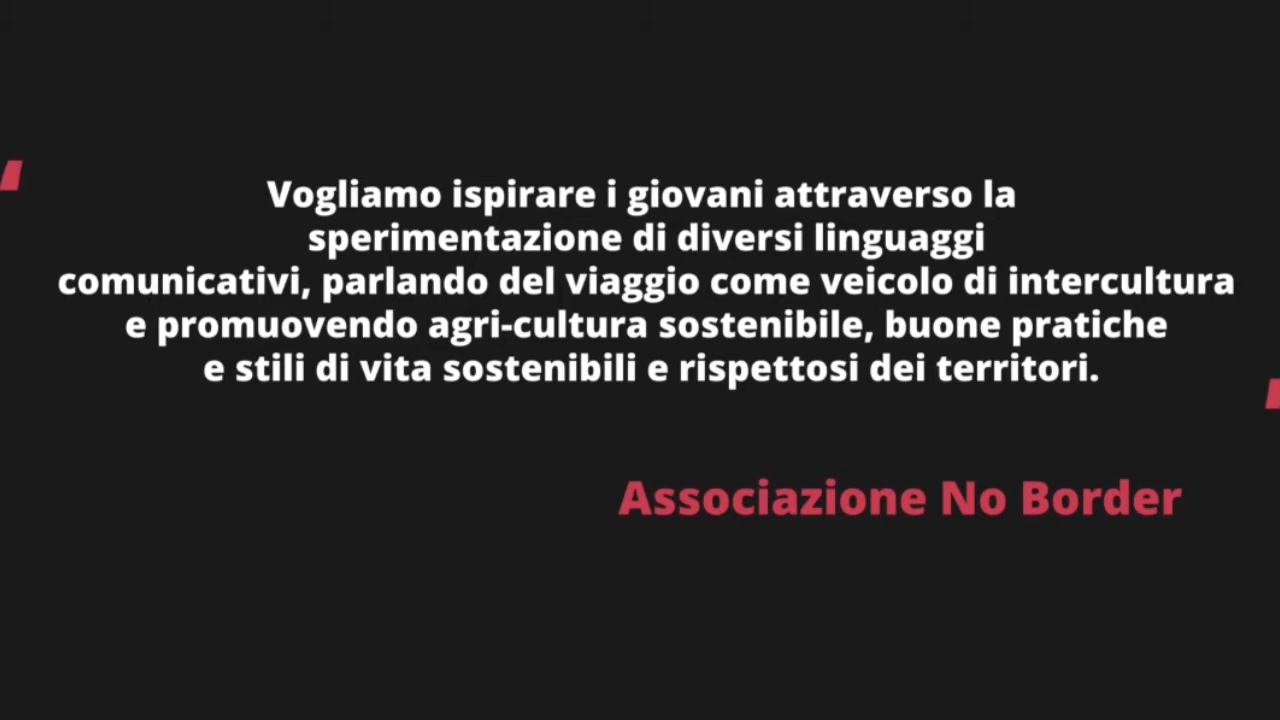 Vogliamo ispirare i giovani attraverso la
sperimentazione di diversi linguaggi
comunicativi, parlando del viaggio come veicolo di intercultura
e promuovendo agri-cultura sostenibile, buone pratiche
e stili di vita sostenibili e rispettosi dei territori.
Associazione No Border